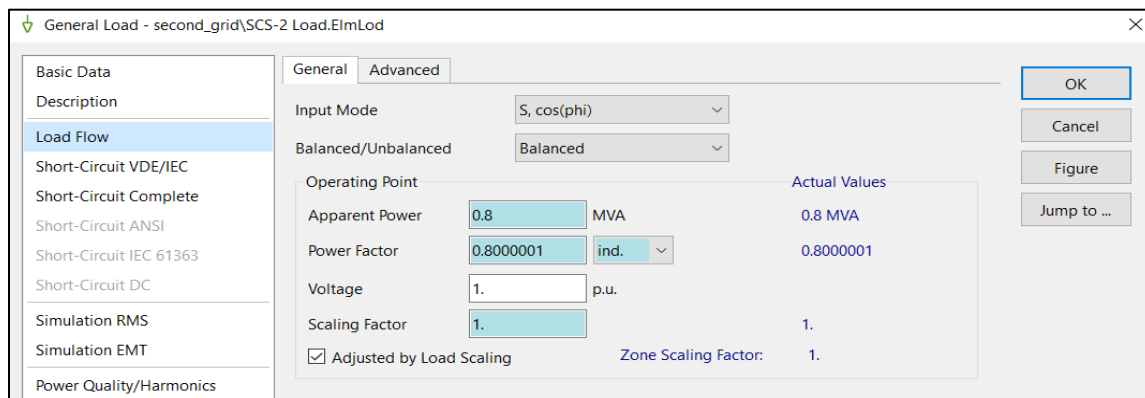 General Load - second_grid\SCS-2 Load.ElmLod
Basic Data
Description
Load Flow
Short-Circuit VDE/IEC
Short-Circuit Complete
Short-Circuit ANSI
Short-Circuit IEC 61363
Short-Circuit DC
Simulation RMS
Simulation EMT
Power Quality/Harmonics
General Advanced
Input Mode S, cos(phi)
Balanced/Unbalanced Balanced
Operating Point Actual Values
Apparent Power 0.8 MVA 0.8 MVA
Power Factor 0.8000001 ind. 0.8000001
Voltage 1. p.u.
Scaling Factor 1. 1.
Adjusted by Load Scaling Zone Scaling Factor: 1.
OK
Cancel
Figure
Jump to ...